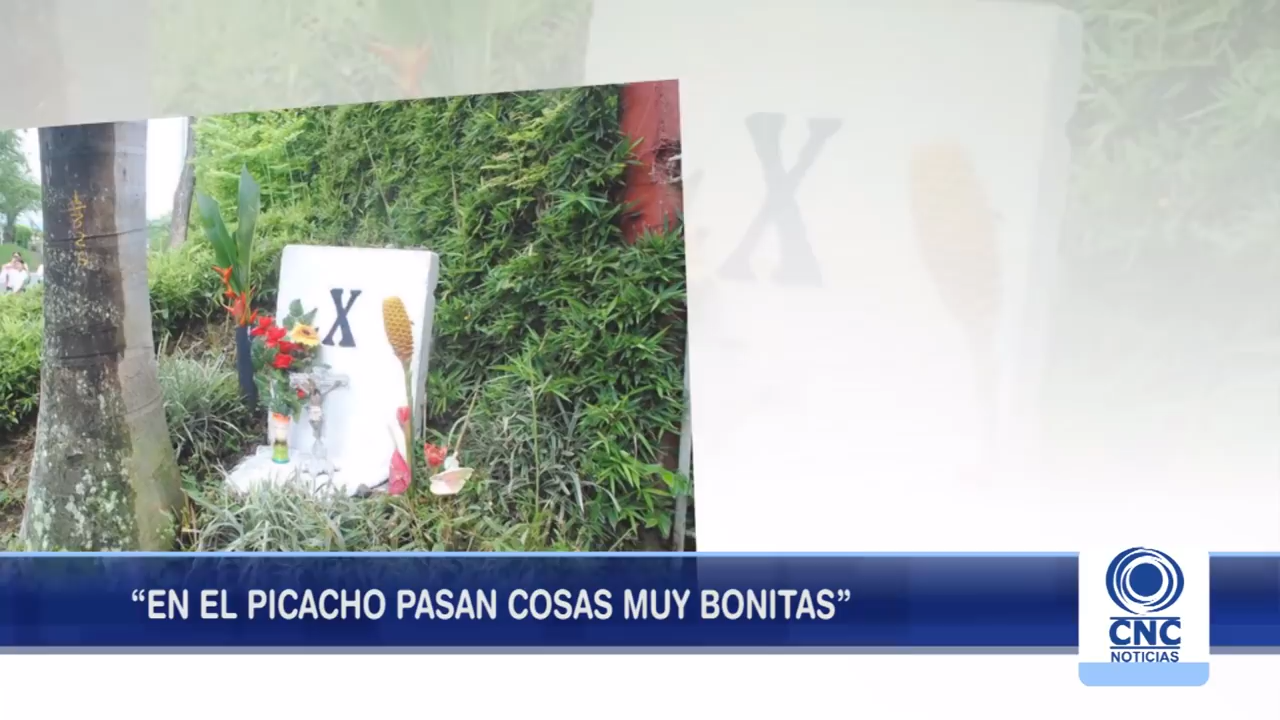 X
X
“EN EL PICACHO PASAN COSAS MUY BONITAS”
CNC
NOTICIAS